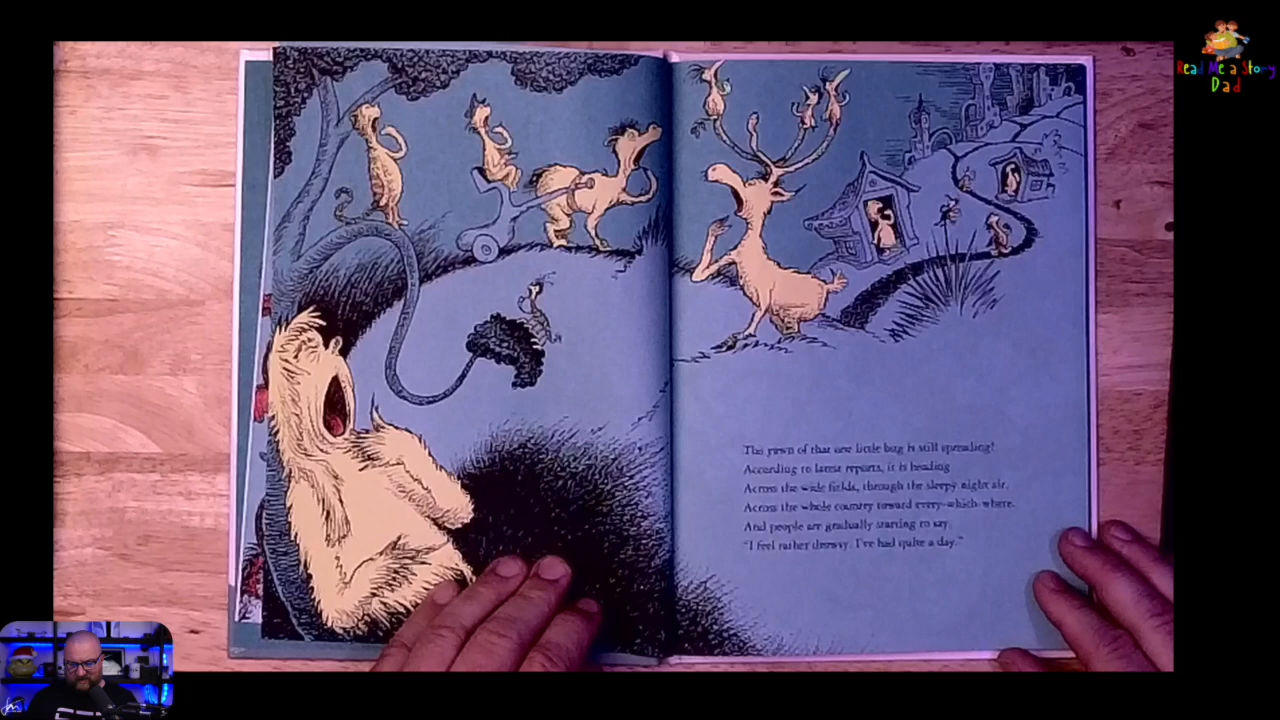 Read Me a Story
Dad
The yawn of that one little bug is still spreading!
According to latest reports, it is heading
Across the wide fields, through the sleepy night air,
Across the whole country toward every-which-where.
And people are gradually starting to say,
"I feel rather drowsy. I've had quite a day."